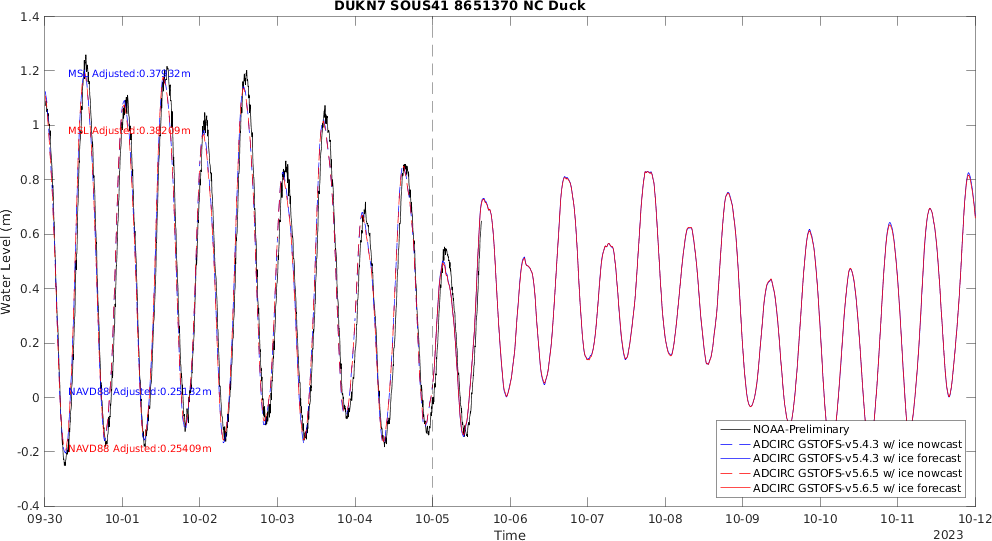 DUKN7 SOUS41 8651370 NC Duck
1.4
1.2
1
0.8
0.6
0.4
0.2
0
-0.2
-0.4
Water Level (m)
MSL Adjusted:0.37932m
MSL Adjusted:0.38209m
NAVD88 Adjusted:0.25132m
NAVD88 Adjusted:0.25409m
NOAA-Preliminary
ADCIRC GSTOFS-v5.4.3 w/ ice nowcast
ADCIRC GSTOFS-v5.4.3 w/ ice forecast
ADCIRC GSTOFS-v5.6.5 w/ ice nowcast
ADCIRC GSTOFS-v5.6.5 w/ ice forecast
09-30 10-01 10-02 10-03 10-04 10-05 10-06 10-07 10-08 10-09 10-10 10-11 10-12
Time
2023